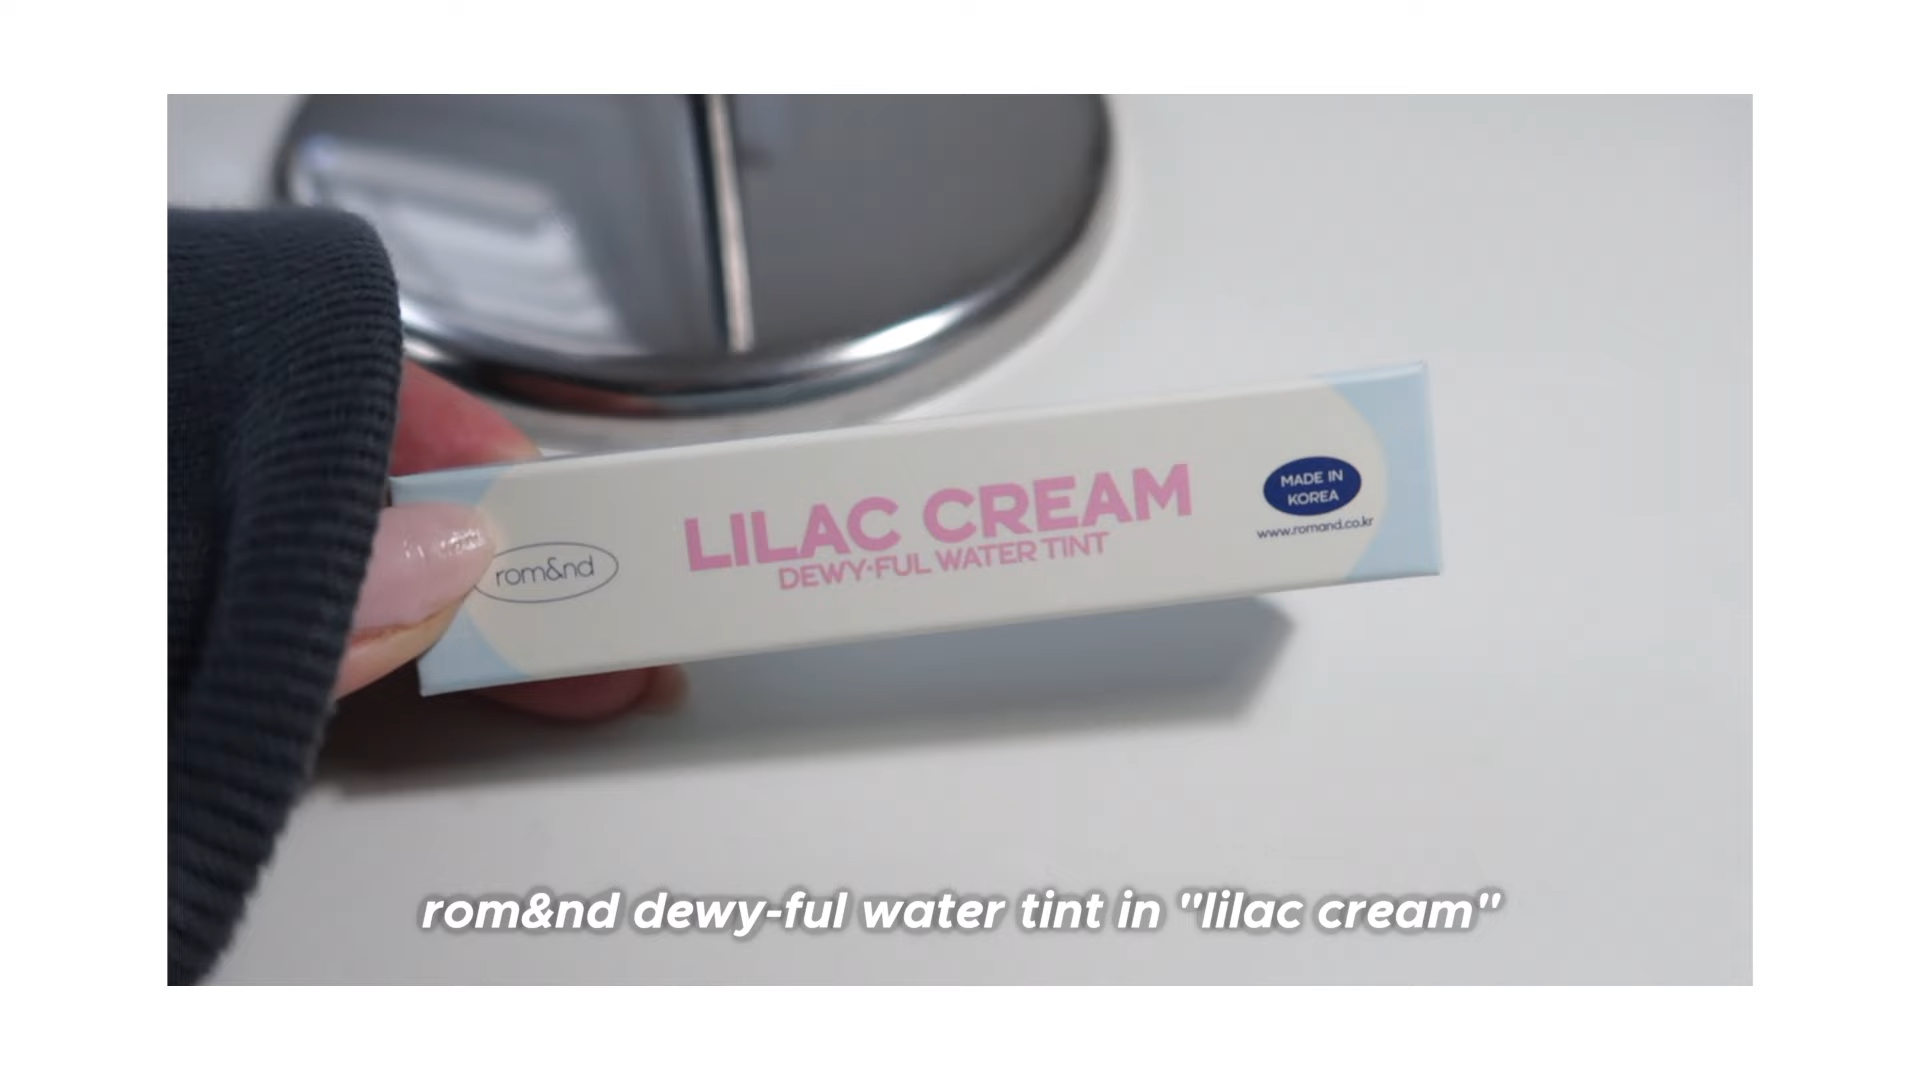 rom&nd
LILAC CREAM
DEWY·FUL WATER TINT
MADE IN
KOREA
www.romand.co.kr
rom&nd dewy-ful water tint in "lilac cream"